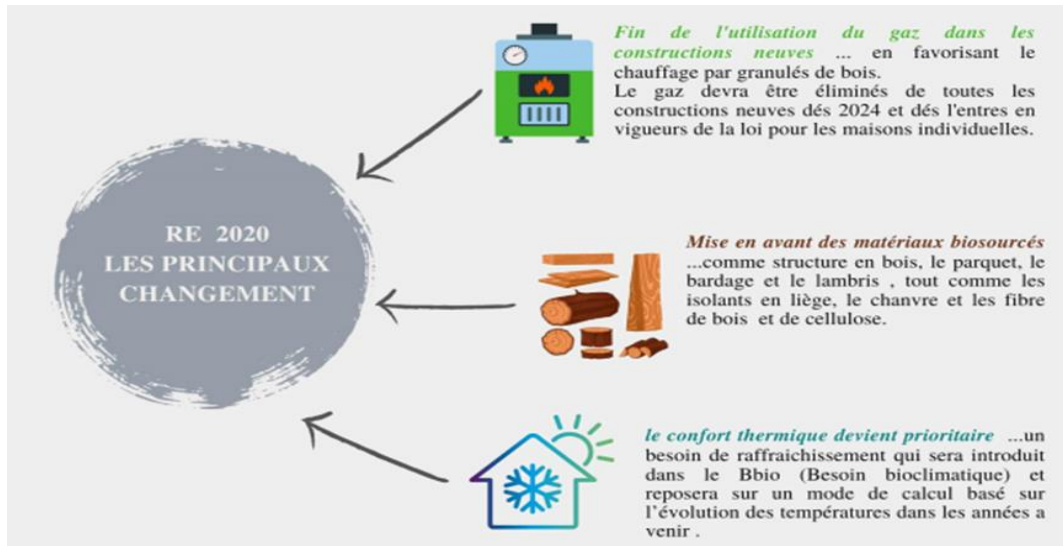 Fin de l'utilisation du gaz dans les
constructions neuves ... en favorisant le
chauffage par granulés de bois.
Le gaz devra être éliminés de toutes les
constructions neuves dés 2024 et dés l'entres en
vigueurs de la loi pour les maisons individuelles.
RE 2020
LES PRINCIPAUX
CHANGEMENT
Mise en avant des matériaux biosourcés
...comme structure en bois, le parquet, le
bardage et le lambris , tout comme les
isolants en liège, le chanvre et les fibre
de bois et de cellulose.
le confort thermique devient prioritaire ...un
besoin de raffraichissement qui sera introduit
dans le Bbio (Besoin bioclimatique) et
reposera sur un mode de calcul basé sur
l'évolution des températures dans les années a
venir .